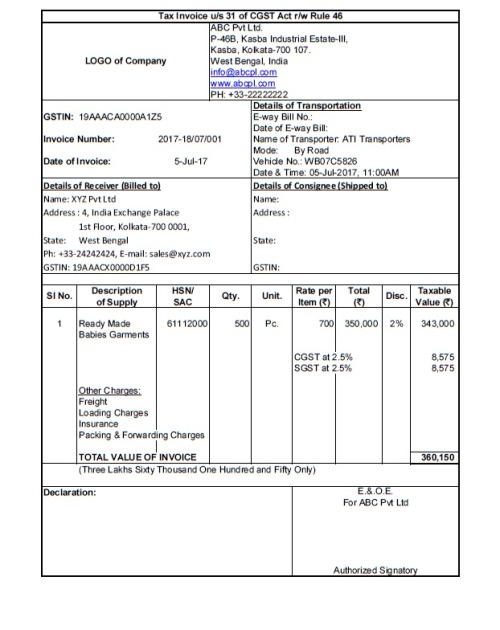 Tax Invoice u/s 31 of CGST Act r/w Rule 46
LOGO of Company
ABC Pvt Ltd.
P-46B, Kasba Industrial Estate-III,
Kasba, Kolkata-700 107.
West Bengal, India
info@abcpl.com
www.abcpl.com
PH: +33-22222222
GSTIN: 19AAACA0000A1Z5
Invoice Number: 2017-18/07/001
Date of Invoice: 5-Jul-17
Details of Transportation
E-way Bill No.:
Date of E-way Bill:
Name of Transporter: ATI Transporters
Mode: By Road
Vehicle No.: WB07C5826
Date & Time: 05-Jul-2017, 11:00AM
Details of Receiver (Billed to)
Name: XYZ Pvt Ltd
Address : 4, India Exchange Palace
1st Floor, Kolkata-700 0001,
State: West Bengal
Ph: +33-24242424, E-mail: sales@xyz.com
GSTIN: 19AAACX0000D1F5
Details of Consignee (Shipped to)
Name:
Address :
State:
GSTIN:
SI No. Description of Supply HSN/ SAC Qty. Unit. Rate per Item (₹) Total (₹) Disc. Taxable Value (₹)
1 Ready Made 61112000 500 Pc. 700 350,000 2% 343,000
Babies Garments
CGST at 2.5% 8,575
SGST at 2.5% 8,575
Other Charges:
Freight
Loading Charges
Insurance
Packing & Forwarding Charges
TOTAL VALUE OF INVOICE 360,150
(Three Lakhs Sixty Thousand One Hundred and Fifty Only)
Declaration:
E.&O.E.
For ABC Pvt Ltd
Authorized Signatory